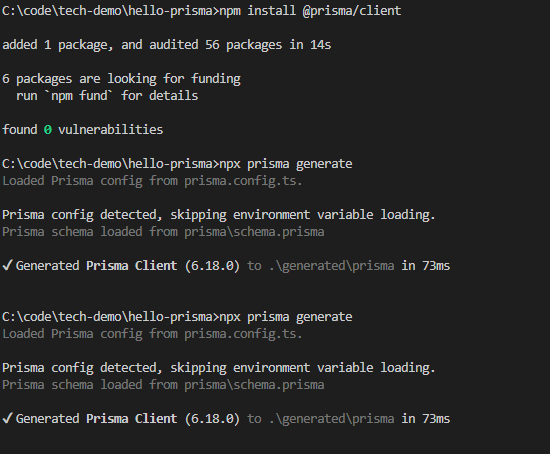 C:\code\tech-demo\hello-prisma>npm install @prisma/client
added 1 package, and audited 56 packages in 14s
6 packages are looking for funding
  run `npm fund` for details
found 0 vulnerabilities
C:\code\tech-demo\hello-prisma>npx prisma generate
Loaded Prisma config from prisma.config.ts.
Prisma config detected, skipping environment variable loading.
Prisma schema loaded from prisma\schema.prisma
✓ Generated Prisma Client (6.18.0) to .\generated\prisma in 73ms
C:\code\tech-demo\hello-prisma>npx prisma generate
Loaded Prisma config from prisma.config.ts.
Prisma config detected, skipping environment variable loading.
Prisma schema loaded from prisma\schema.prisma
✓ Generated Prisma Client (6.18.0) to .\generated\prisma in 73ms